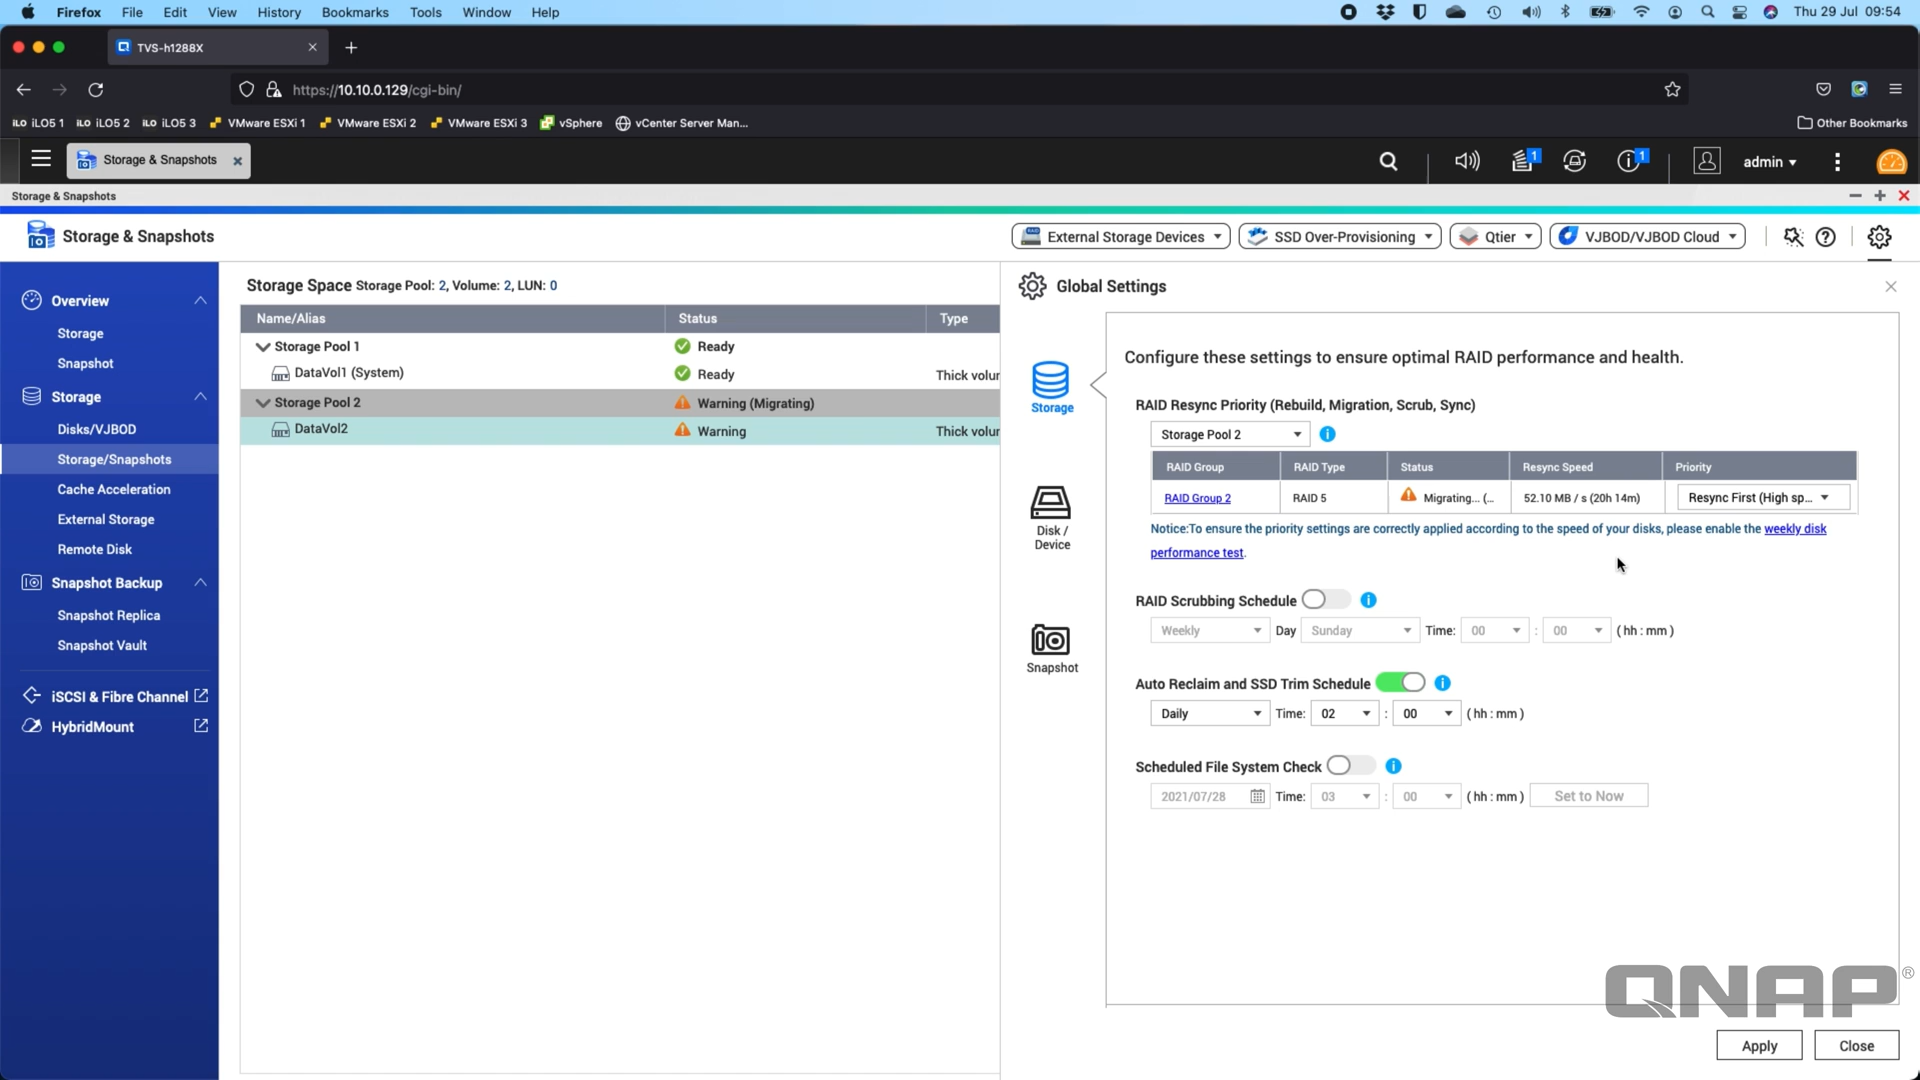 Firefox File Edit View History Bookmarks Tools Window Help Thu 29 Jul 09:54
TVS-h1288X
https://10.10.0.129/cgi-bin/
iLO iLO5 1 iLO iLO5 2 iLO iLO5 3 VMware ESXi 1 VMware ESXi 2 VMware ESXi 3 vSphere vCenter Server Man... Other Bookmarks
Storage & Snapshots 1 1 admin
Storage & Snapshots
Storage & Snapshots External Storage Devices SSD Over-Provisioning Qtier VJBOD/VJBOD Cloud
Overview
Storage
Snapshot
Storage
Disks/VJBOD
Storage/Snapshots
Cache Acceleration
External Storage
Remote Disk
Snapshot Backup
Snapshot Replica
Snapshot Vault
iSCSI & Fibre Channel
HybridMount
Storage Space Storage Pool: 2, Volume: 2, LUN: 0
Name/Alias Status Type
Storage Pool 1 Ready
DataVol1 (System) Ready Thick volur
Storage Pool 2 Warning (Migrating)
DataVol2 Warning Thick volur
Global Settings
Storage
Disk /
Device
Snapshot
Configure these settings to ensure optimal RAID performance and health.
RAID Resync Priority (Rebuild, Migration, Scrub, Sync)
Storage Pool 2
RAID Group RAID Type Status Resync Speed Priority
RAID Group 2 RAID 5 Migrating... (... 52.10 MB / s (20h 14m) Resync First (High sp...
Notice:To ensure the priority settings are correctly applied according to the speed of your disks, please enable the weekly disk
performance test.
RAID Scrubbing Schedule
Weekly Day Sunday Time: 00 : 00 ( hh : mm )
Auto Reclaim and SSD Trim Schedule
Daily Time: 02 : 00 ( hh : mm )
Scheduled File System Check
2021/07/28 Time: 03 : 00 ( hh : mm ) Set to Now
QNAP®
Apply Close